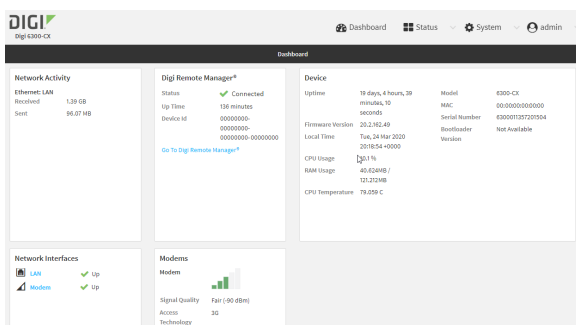 DIGI
Digi 6300-CX
Dashboard
Status
System
admin
Dashboard
Network Activity
Ethernet: LAN
Received 1.39 GB
Sent 96.07 MB
Digi Remote Manager®
Status Connected
Up Time 136 minutes
Device Id 00000000-
00000000-
00000000-00000000
Go To Digi Remote Manager®
Device
Uptime 19 days, 4 hours, 39
minutes, 10
seconds
Firmware Version 20.2.162.49
Local Time Tue, 24 Mar 2020
20:18:54 +0000
CPU Usage 30.1 %
RAM Usage 40.624MB /
121.212MB
CPU Temperature 79.059 C
Model 6300-CX
MAC 00:00:00:00:00:00
Serial Number 6300011357201504
Bootloader Not Available
Version
Network Interfaces
LAN Up
Modem Up
Modems
Modem
Signal Quality Fair (-90 dBm)
Access 3G
Technology